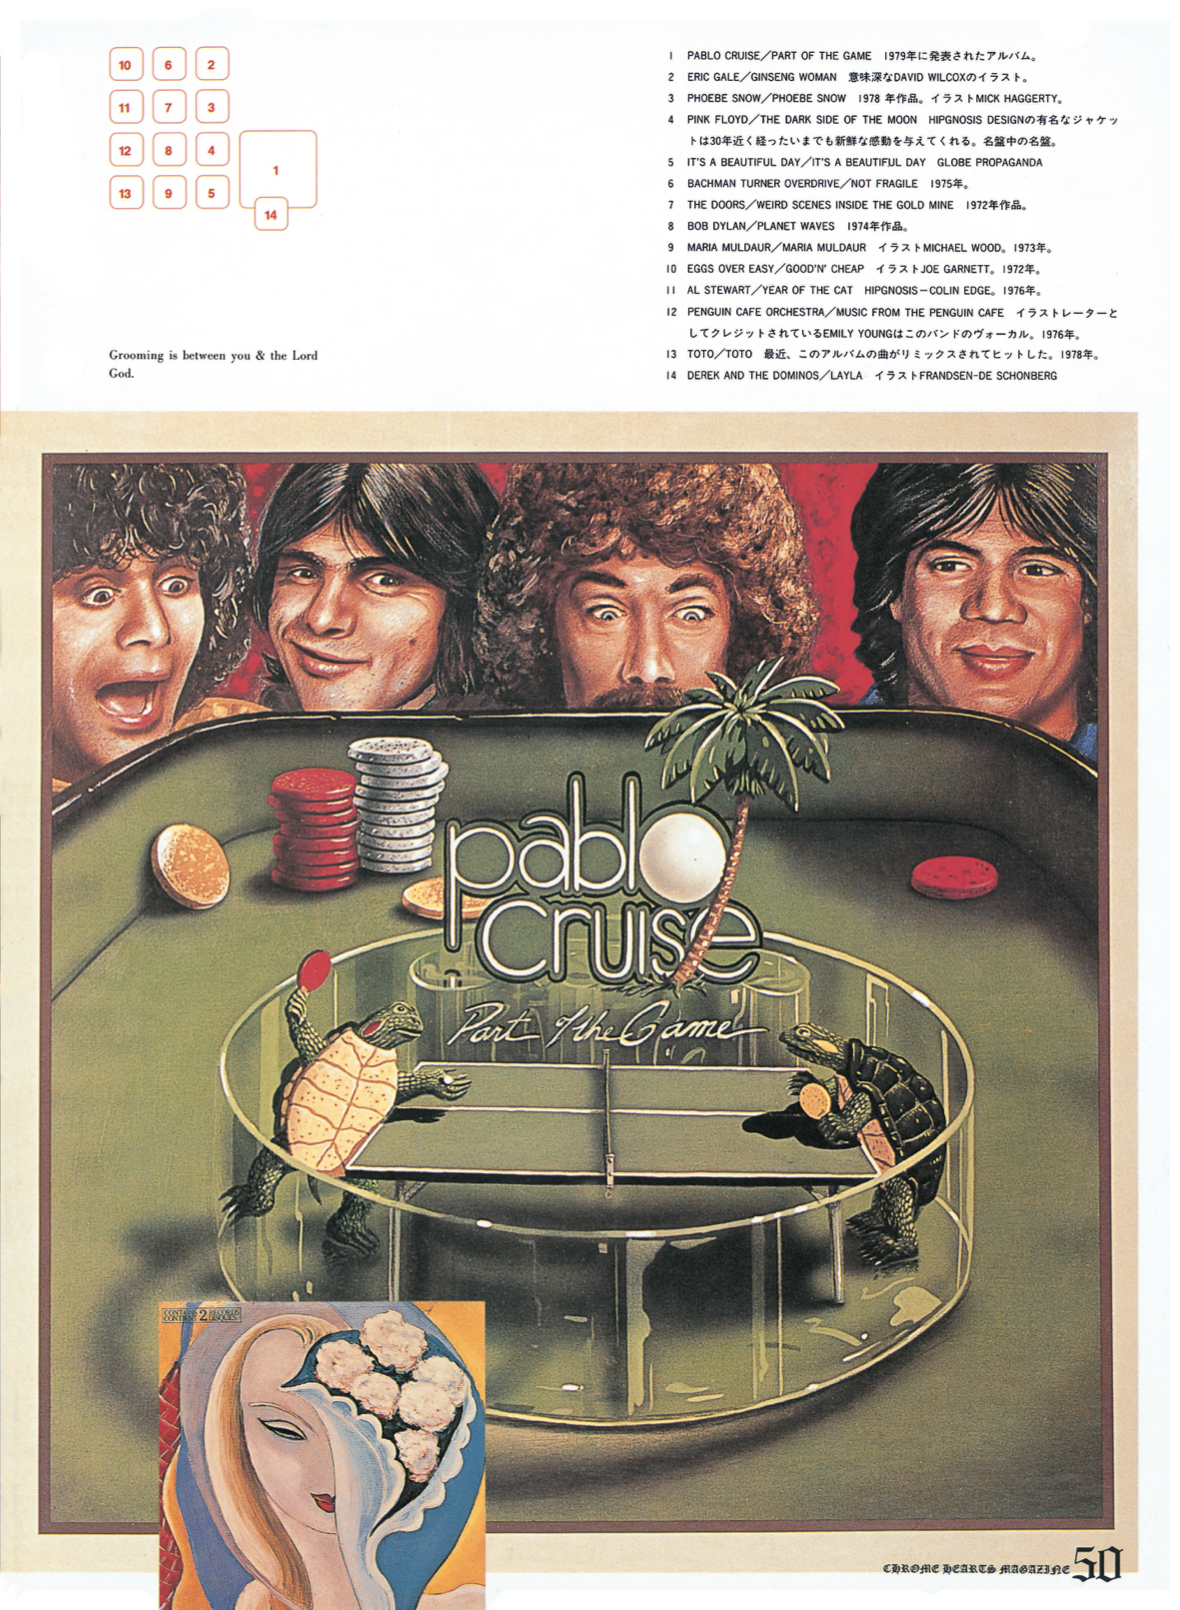 10 6 2
11 7 3
12 8 4
1
13 9 5
14
Grooming is between you & the Lord
God.
1 PABLO CRUISE／PART OF THE GAME 1979年に発表されたアルバム。
2 ERIC GALE／GINSENG WOMAN 意味深なDAVID WILCOXのイラスト。
3 PHOEBE SNOW／PHOEBE SNOW 1978 年作品。イラストMICK HAGGERTY。
4 PINK FLOYD／THE DARK SIDE OF THE MOON HIPGNOSIS DESIGNの有名なジャケッ
トは30年近く経ったいまでも新鮮な感動を与えてくれる。名盤中の名盤。
5 IT'S A BEAUTIFUL DAY／IT'S A BEAUTIFUL DAY GLOBE PROPAGANDA
6 BACHMAN TURNER OVERDRIVE／NOT FRAGILE 1975年。
7 THE DOORS／WEIRD SCENES INSIDE THE GOLD MINE 1972年作品。
8 BOB DYLAN／PLANET WAVES 1974年作品。
9 MARIA MULDAUR／MARIA MULDAUR イラストMICHAEL WOOD。1973年。
10 EGGS OVER EASY／GOOD'N' CHEAP イラストJOE GARNETT。1972年。
11 AL STEWART／YEAR OF THE CAT HIPGNOSIS－COLIN EDGE。1976年。
12 PENGUIN CAFE ORCHESTRA／MUSIC FROM THE PENGUIN CAFE イラストレーターと
してクレジットされているEMILY YOUNGはこのバンドのヴォーカル。1976年。
13 TOTO／TOTO 最近、このアルバムの曲がリミックスされてヒットした。1978年。
14 DEREK AND THE DOMINOS／LAYLA イラストFRANDSEN-DE SCHONBERG
pablo
cruise
Part of the Game
CONTAINS 2 RECORDS
CONTIENT DISQUES
CHROME HEARTS MAGAZINE 50